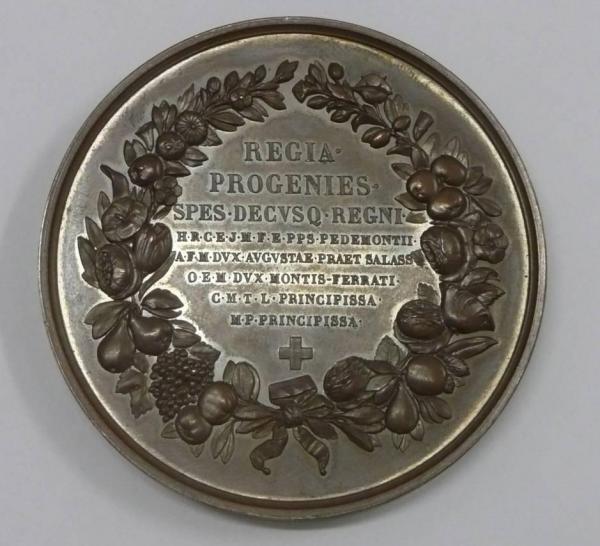 REGIA·
PROGENIES·
SPES·DECVSQ·REGNI·
H·R·C·E·J·M·F·E·PPS·PEDEMONTII·
A·F·M·DVX·AVGVSTAE·PRAET·SALASS·
O·E·M·DVX·MONTIS-FERRATI·
C·M·T·L·PRINCIPISSA·
M·P·PRINCIPISSA·